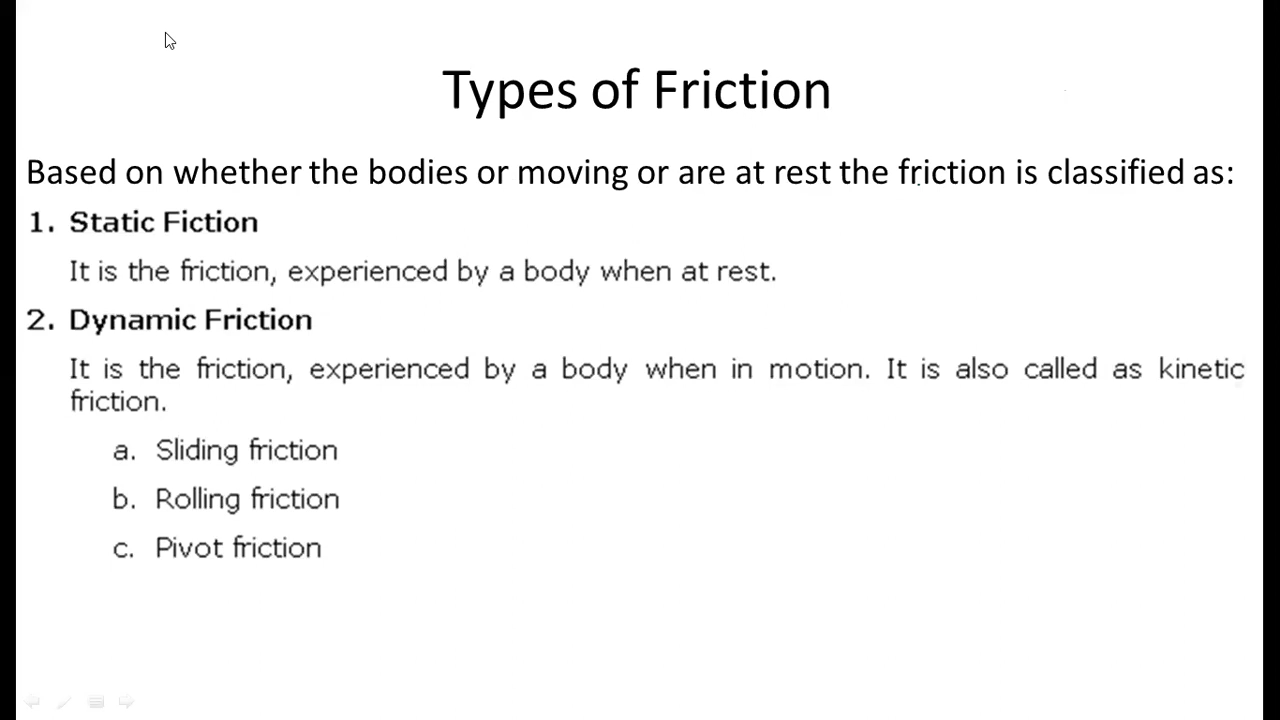 Types of Friction
Based on whether the bodies or moving or are at rest the friction is classified as:
1. Static Fiction
It is the friction, experienced by a body when at rest.
2. Dynamic Friction
It is the friction, experienced by a body when in motion. It is also called as kinetic
friction.
a. Sliding friction
b. Rolling friction
c. Pivot friction